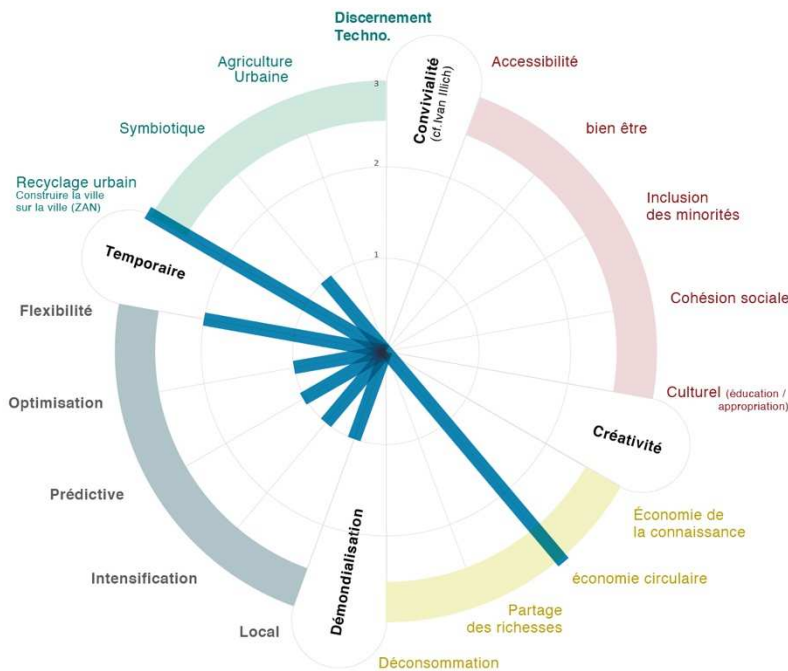 Discernement
Techno.
Agriculture
Urbaine
Symbiotique
Recyclage urbain
Construire la ville
sur la ville (ZAN)
Temporaire
Flexibilité
Optimisation
Prédictive
Intensification
Local
Démondialisation
Déconsommation
Partage
des richesses
économie circulaire
Économie de
la connaissance
Créativité
Culturel (éducation /
appropriation)
Cohésion sociale
Inclusion
des minorités
bien être
Accessibilité
Convivialité
(cf.Ivan Illich)
3
2
1